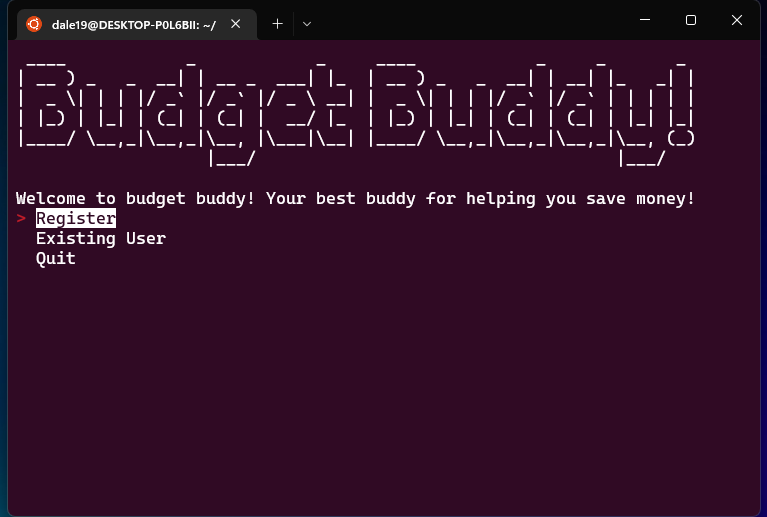 dale19@DESKTOP-P0L6BII: ~/
Budget Buddy!
Welcome to budget buddy! Your best buddy for helping you save money!
> Register
Existing User
Quit